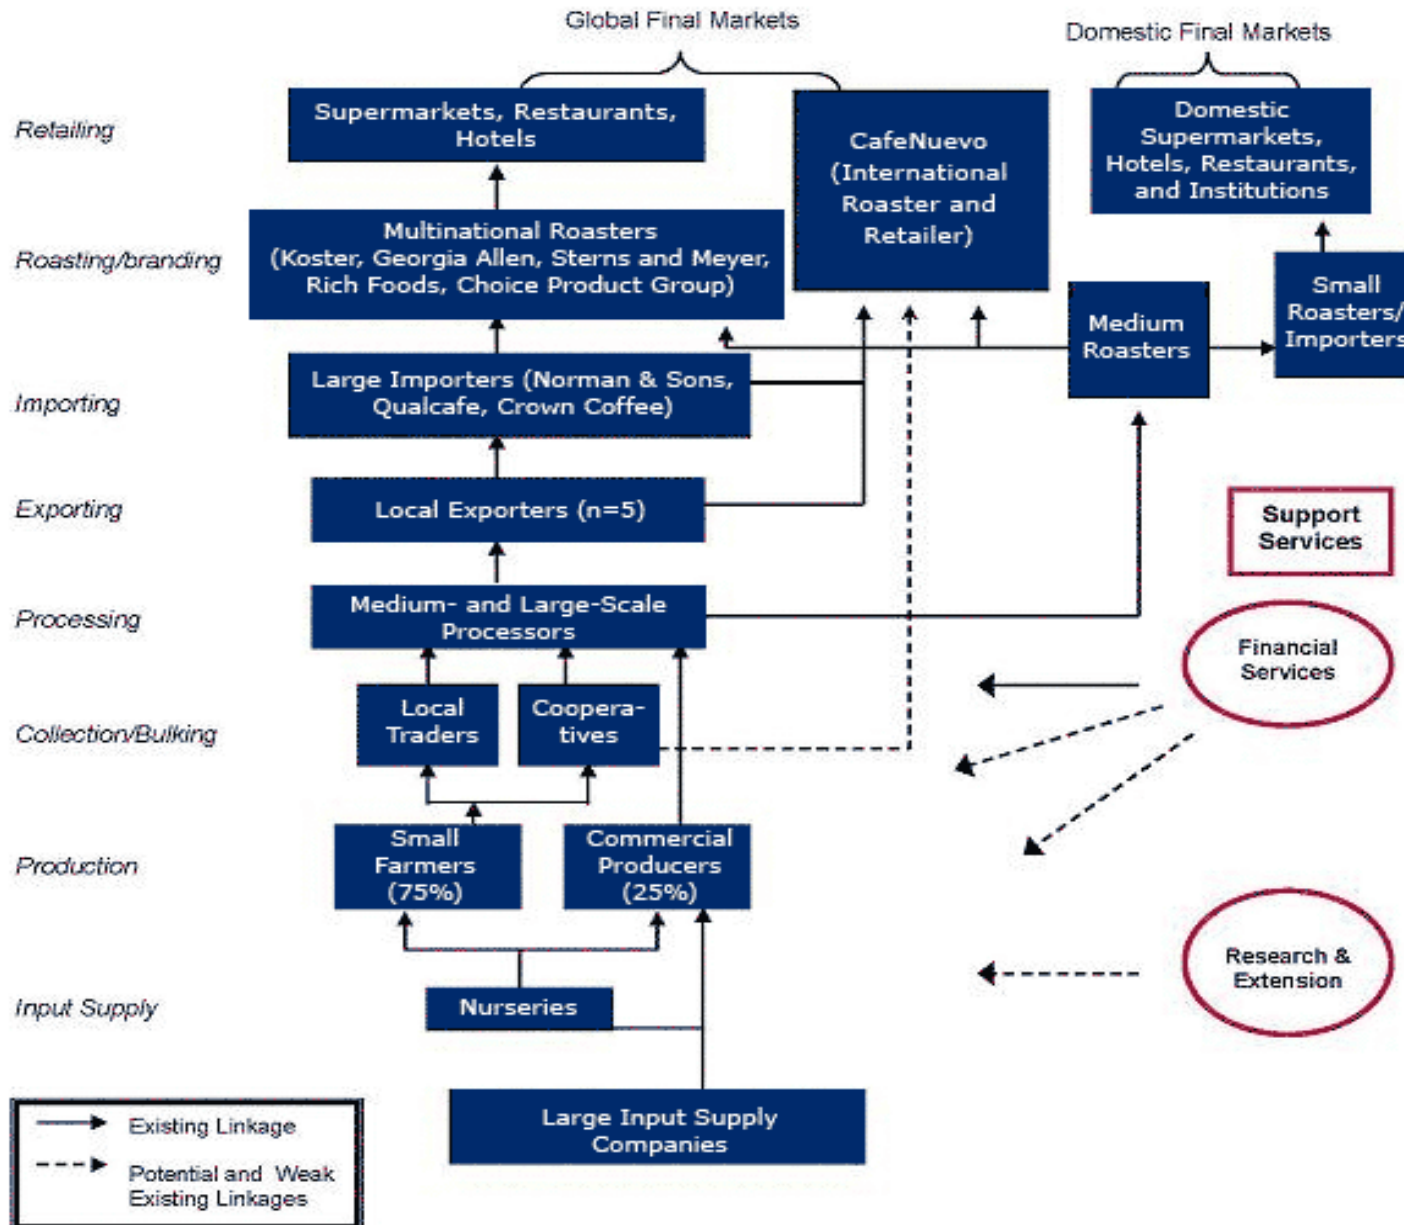 Global Final Markets
Domestic Final Markets
Retailing
Supermarkets, Restaurants,
Hotels
CafeNuevo
(International
Roaster and
Retailer)
Domestic
Supermarkets,
Hotels, Restaurants,
and Institutions
Roasting/branding
Multinational Roasters
(Koster, Georgia Allen, Sterns and Meyer,
Rich Foods, Choice Product Group)
Medium
Roasters
Small
Roasters/
Importers
Importing
Large Importers (Norman & Sons,
Qualcafe, Crown Coffee)
Exporting
Local Exporters (n=5)
Support
Services
Processing
Medium- and Large-Scale
Processors
Financial
Services
Collection/Bulking
Local
Traders
Coopera-
tives
Production
Small
Farmers
(75%)
Commercial
Producers
(25%)
Research &
Extension
Input Supply
Nurseries
Large Input Supply
Companies
Existing Linkage
Potential and Weak
Existing Linkages